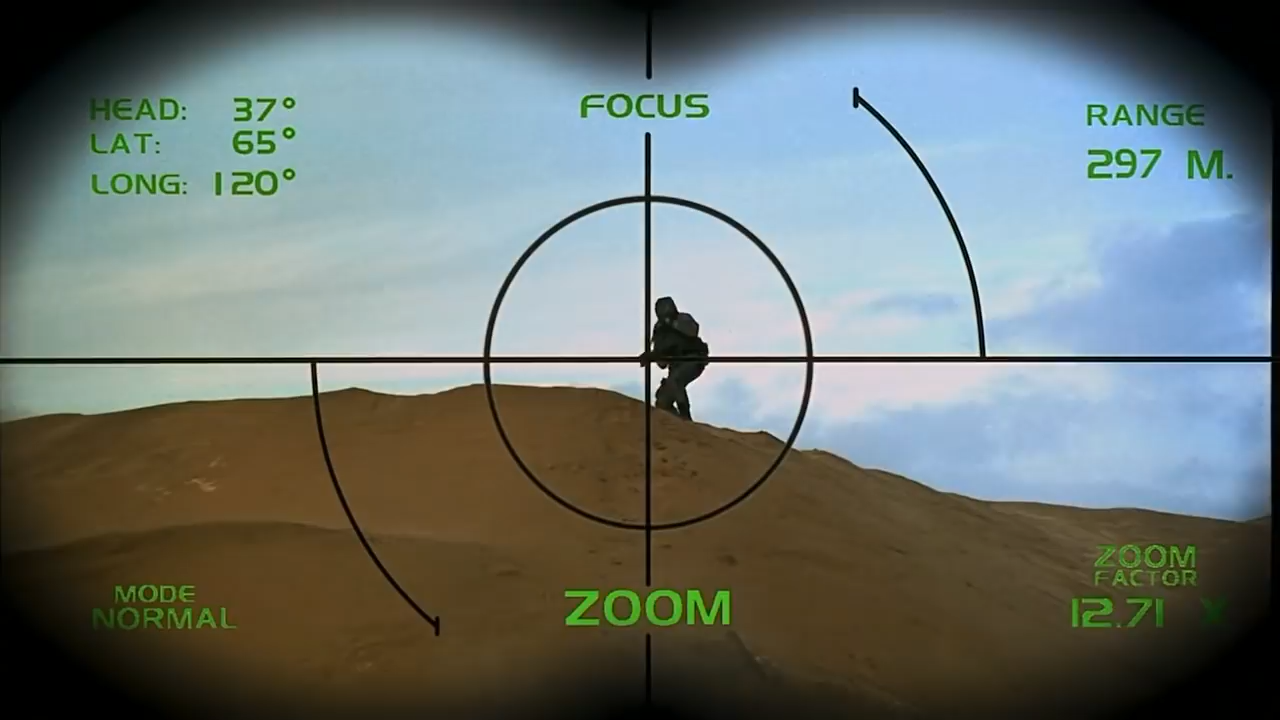 HEAD: 37°
LAT: 65°
LONG: 120°
FOCUS
RANGE
297 M.
MODE
NORMAL
ZOOM
ZOOM
FACTOR
12.71 X